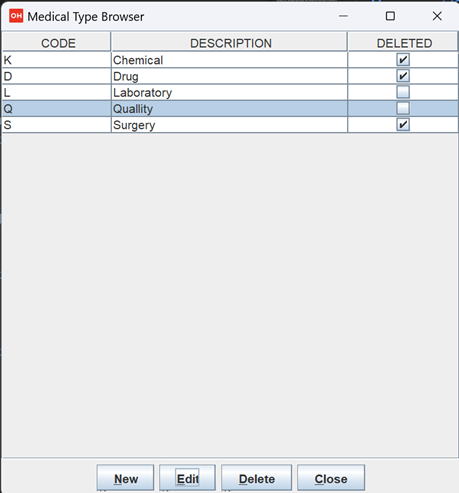 OH Medical Type Browser
CODE DESCRIPTION DELETED
K Chemical
D Drug
L Laboratory
Q Quallity
S Surgery
New Edit Delete Close